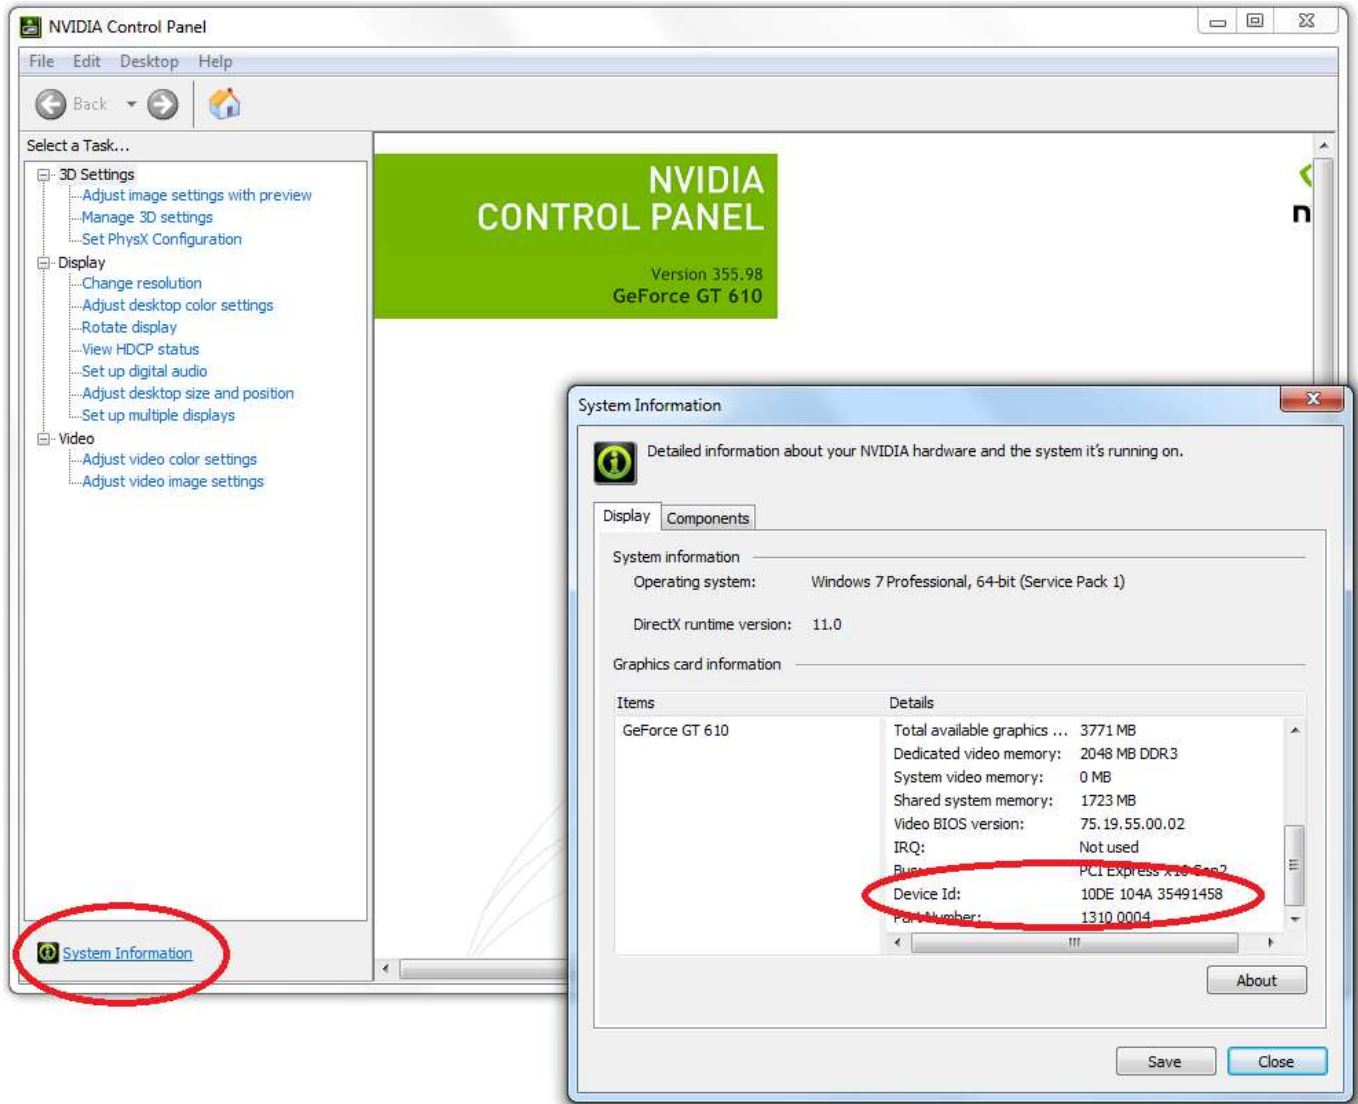 NVIDIA Control Panel
File Edit Desktop Help
Back
Select a Task...
3D Settings
Adjust image settings with preview
Manage 3D settings
Set PhysX Configuration
Display
Change resolution
Adjust desktop color settings
Rotate display
View HDCP status
Set up digital audio
Adjust desktop size and position
Set up multiple displays
Video
Adjust video color settings
Adjust video image settings
System Information
NVIDIA
CONTROL PANEL
Version 355.98
GeForce GT 610
n
System Information
Detailed information about your NVIDIA hardware and the system it's running on.
Display Components
System information
Operating system: Windows 7 Professional, 64-bit (Service Pack 1)
DirectX runtime version: 11.0
Graphics card information
Items Details
GeForce GT 610
Total available graphics ... 3771 MB
Dedicated video memory: 2048 MB DDR3
System video memory: 0 MB
Shared system memory: 1723 MB
Video BIOS version: 75.19.55.00.02
IRQ: Not used
Bus: PCI Express x16 Gen2
Device Id: 10DE 104A 35491458
Part Number: 1310 0004
About
Save Close